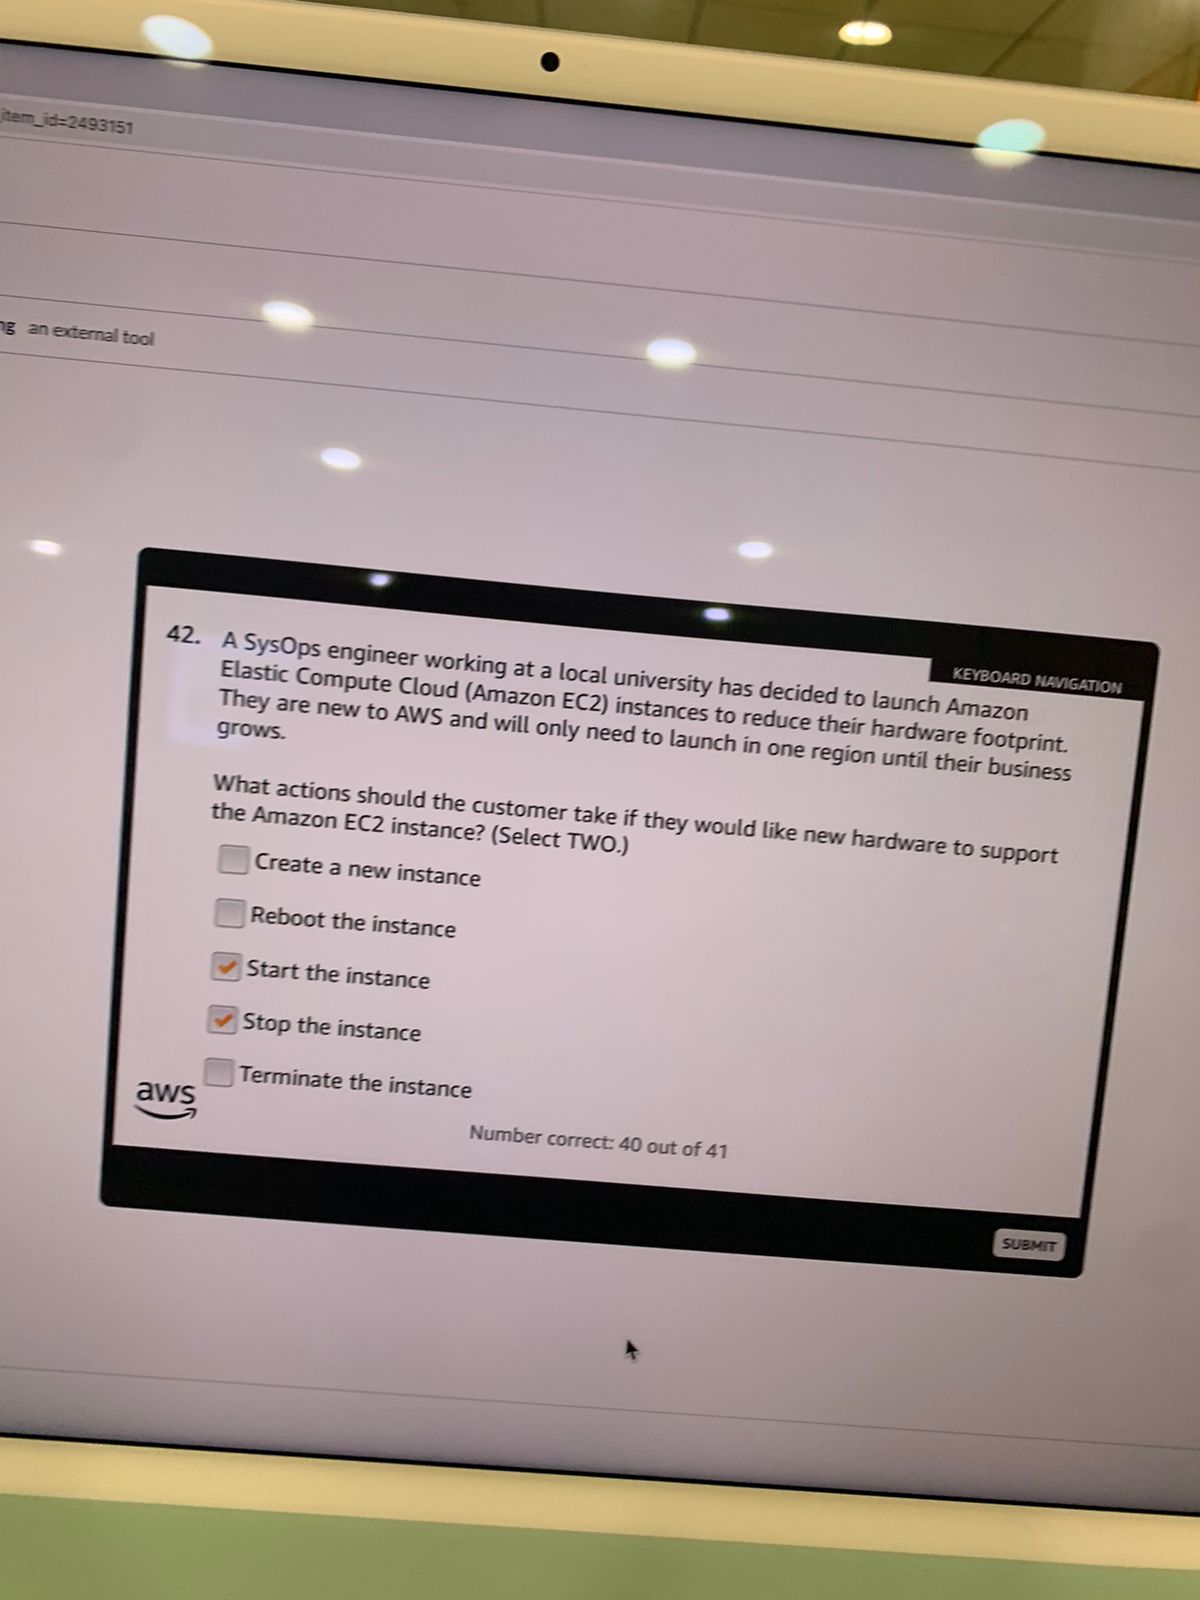 item_id=2493151
an external tool
KEYBOARD NAVIGATION
42. A SysOps engineer working at a local university has decided to launch Amazon
Elastic Compute Cloud (Amazon EC2) instances to reduce their hardware footprint.
They are new to AWS and will only need to launch in one region until their business
grows.
What actions should the customer take if they would like new hardware to support
the Amazon EC2 instance? (Select TWO.)
Create a new instance
Reboot the instance
Start the instance
Stop the instance
Terminate the instance
aws
Number correct: 40 out of 41
SUBMIT